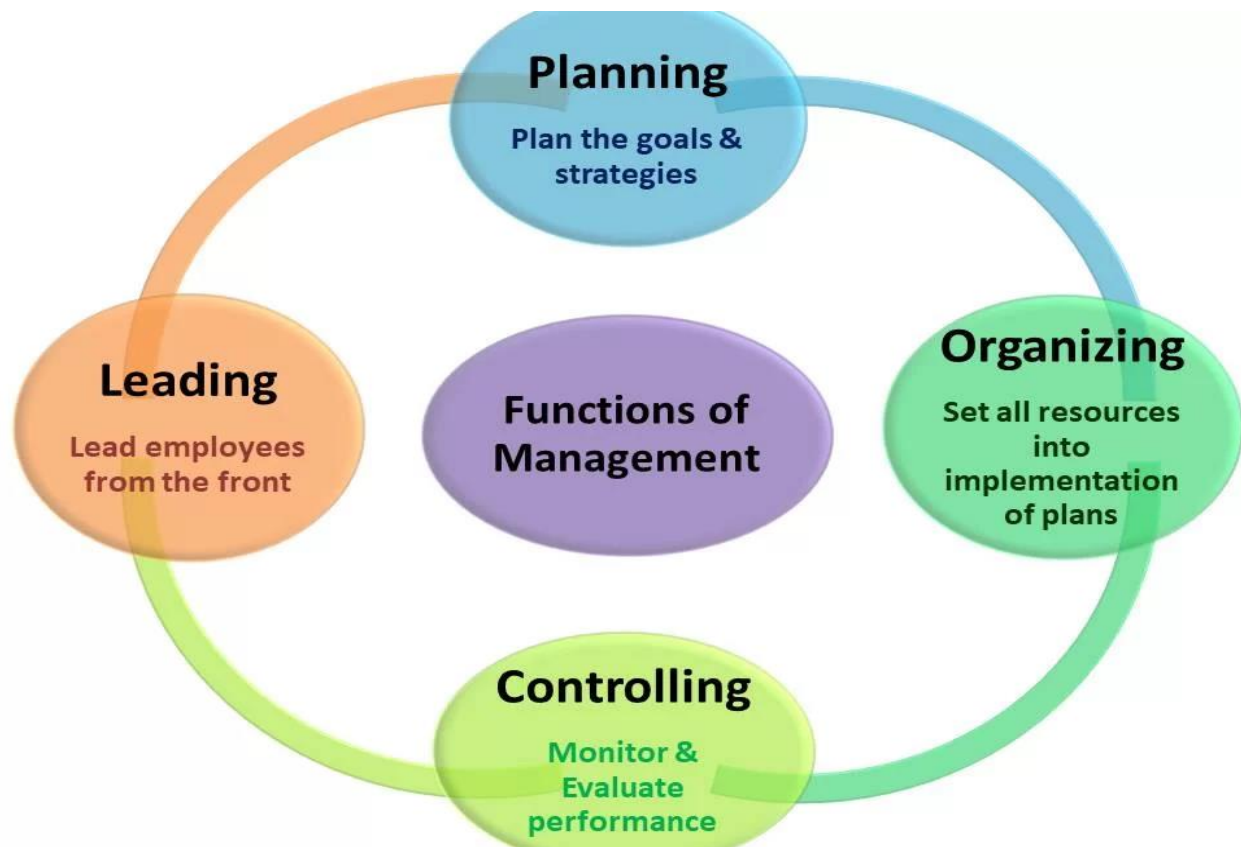 Planning
Plan the goals &
strategies
Leading
Lead employees
from the front
Functions of
Management
Organizing
Set all resources
into
implementation
of plans
Controlling
Monitor &
Evaluate
performance